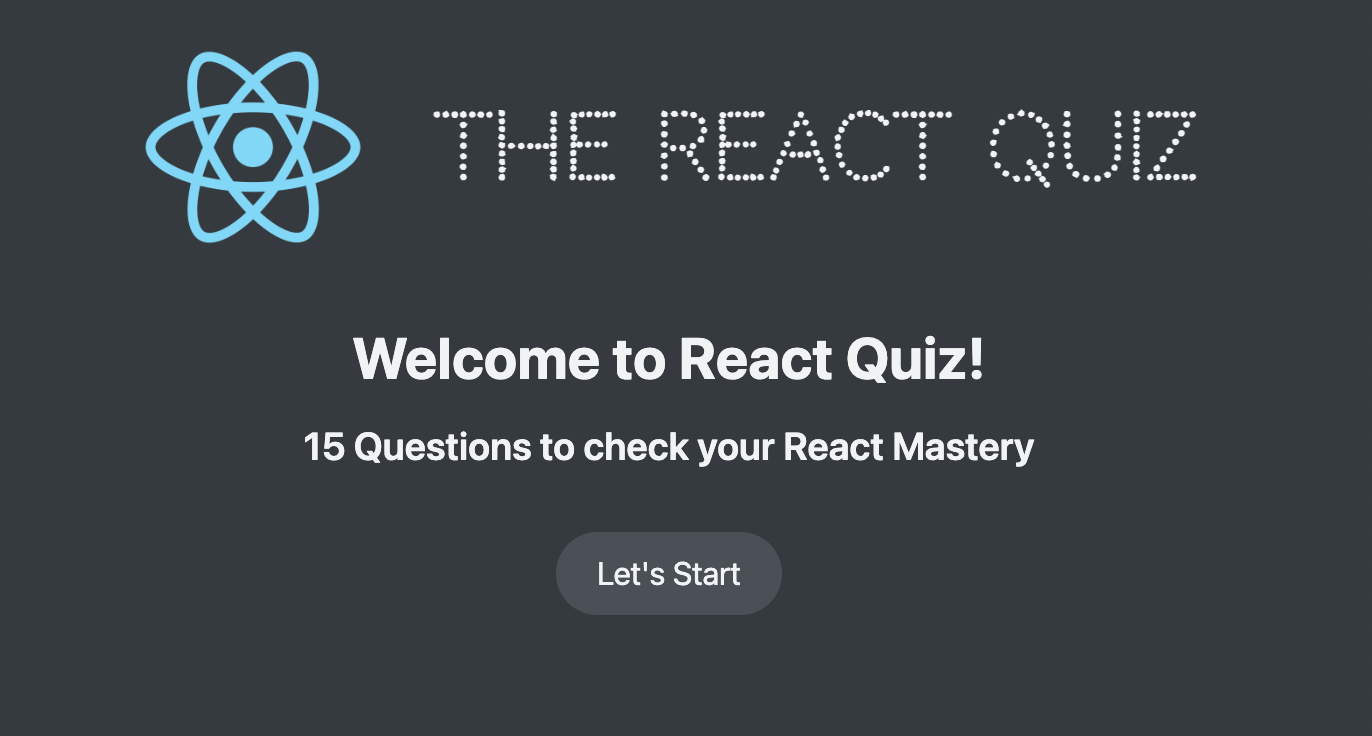 THE REACT QUIZ
Welcome to React Quiz!
15 Questions to check your React Mastery
Let's Start